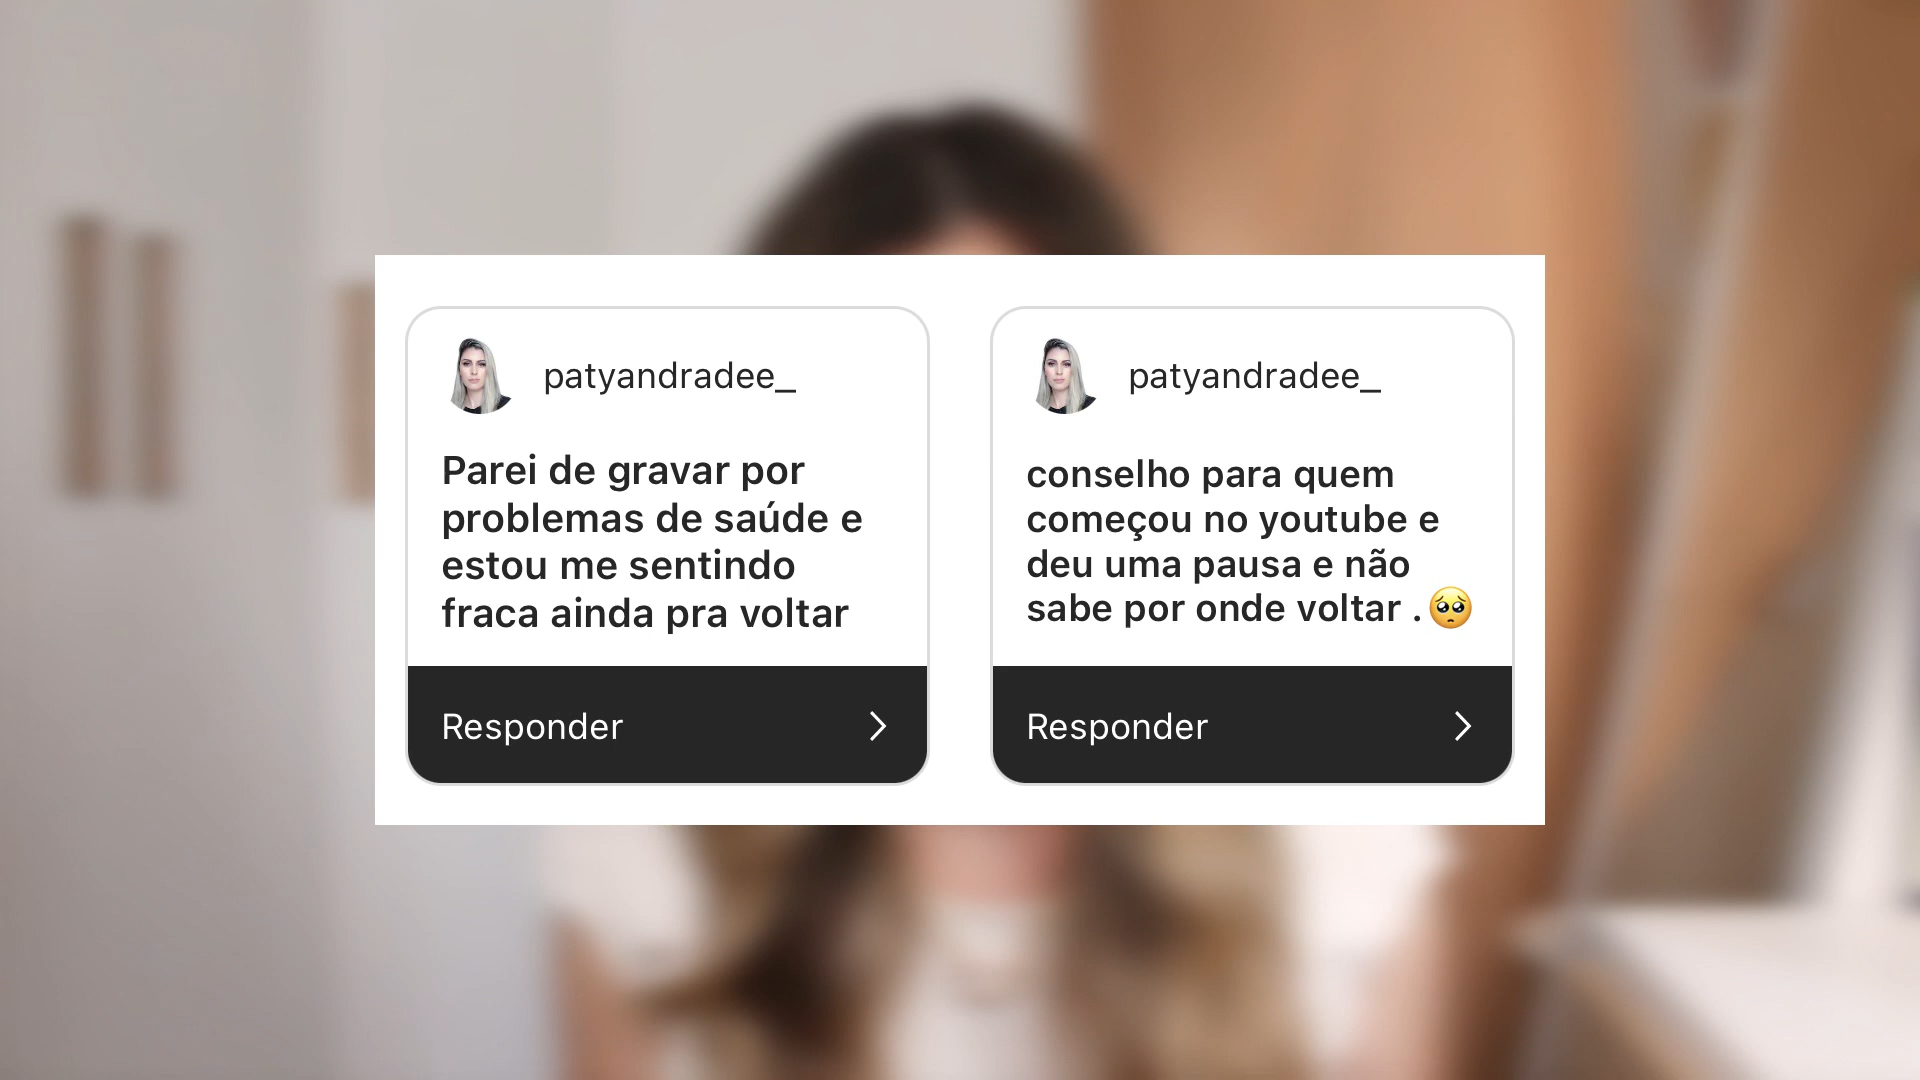 patyandradee_
Parei de gravar por
problemas de saúde e
estou me sentindo
fraca ainda pra voltar
Responder
patyandradee_
conselho para quem
começou no youtube e
deu uma pausa e não
sabe por onde voltar .🥺
Responder